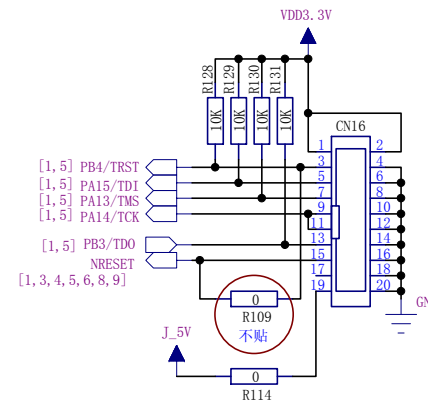 VDD3.3V
R128
R129
R130
R131
10K
10K
10K
10K
CN16
1 2
3 4
5 6
7 8
9 10
11 12
13 14
15 16
17 18
19 20
[1,5] PB4/TRST
[1,5] PA15/TDI
[1,5] PA13/TMS
[1,5] PA14/TCK
[1,5] PB3/TDO
NRESET
[1,3,4,5,6,8,9]
0
R109
不贴
GN
J_5V
0
R114